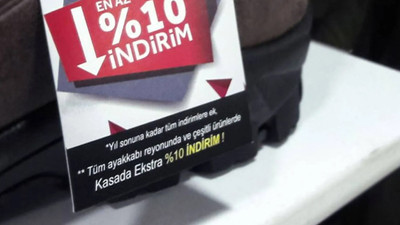 EN AZ
%10
İNDİRİM
*Yıl sonuna kadar tüm indirimlere ek,
** Tüm ayakkabı reyonunda ve çeşitli ürünlerde
Kasada Ekstra %10 İNDİRİM !